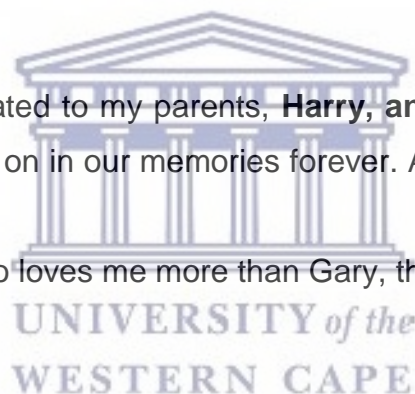 ated to my parents, Harry, an
on in our memories forever. A
o loves me more than Gary, th
UNIVERSITY of the
WESTERN CAPE